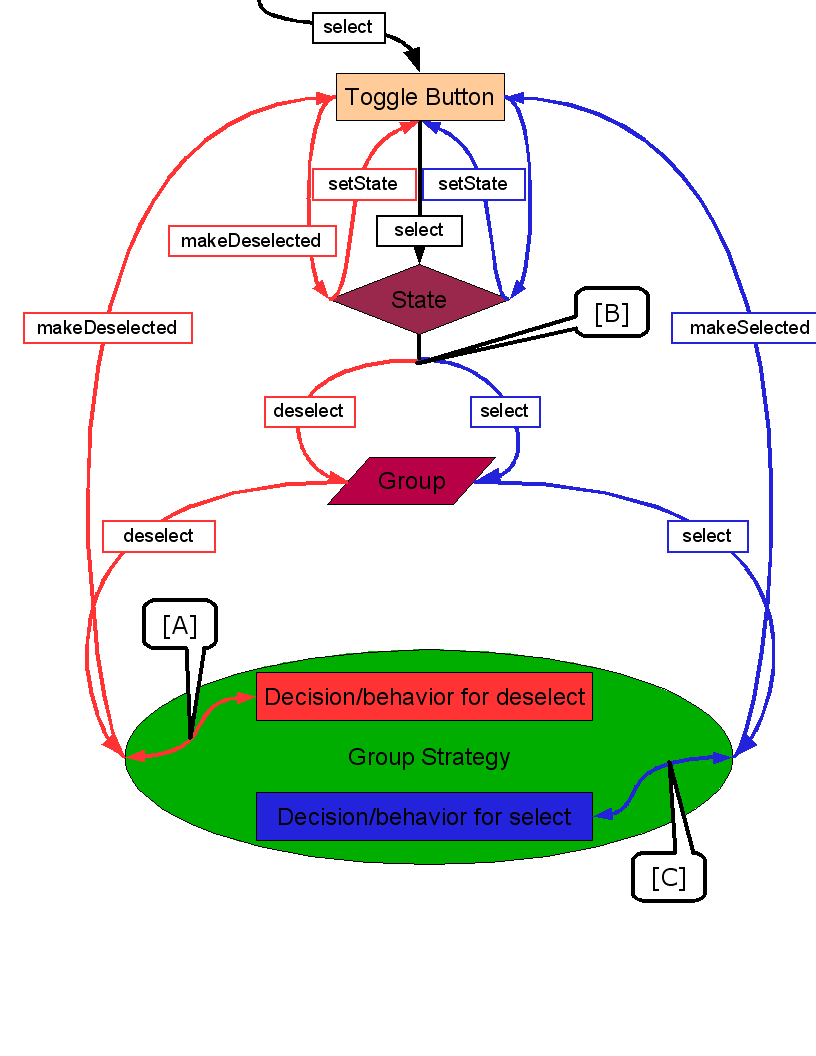 select
Toggle Button
setState
setState
select
makeDeselected
State
[B]
makeDeselected
makeSelected
deselect
select
Group
deselect
select
[A]
Decision/behavior for deselect
Group Strategy
Decision/behavior for select
[C]